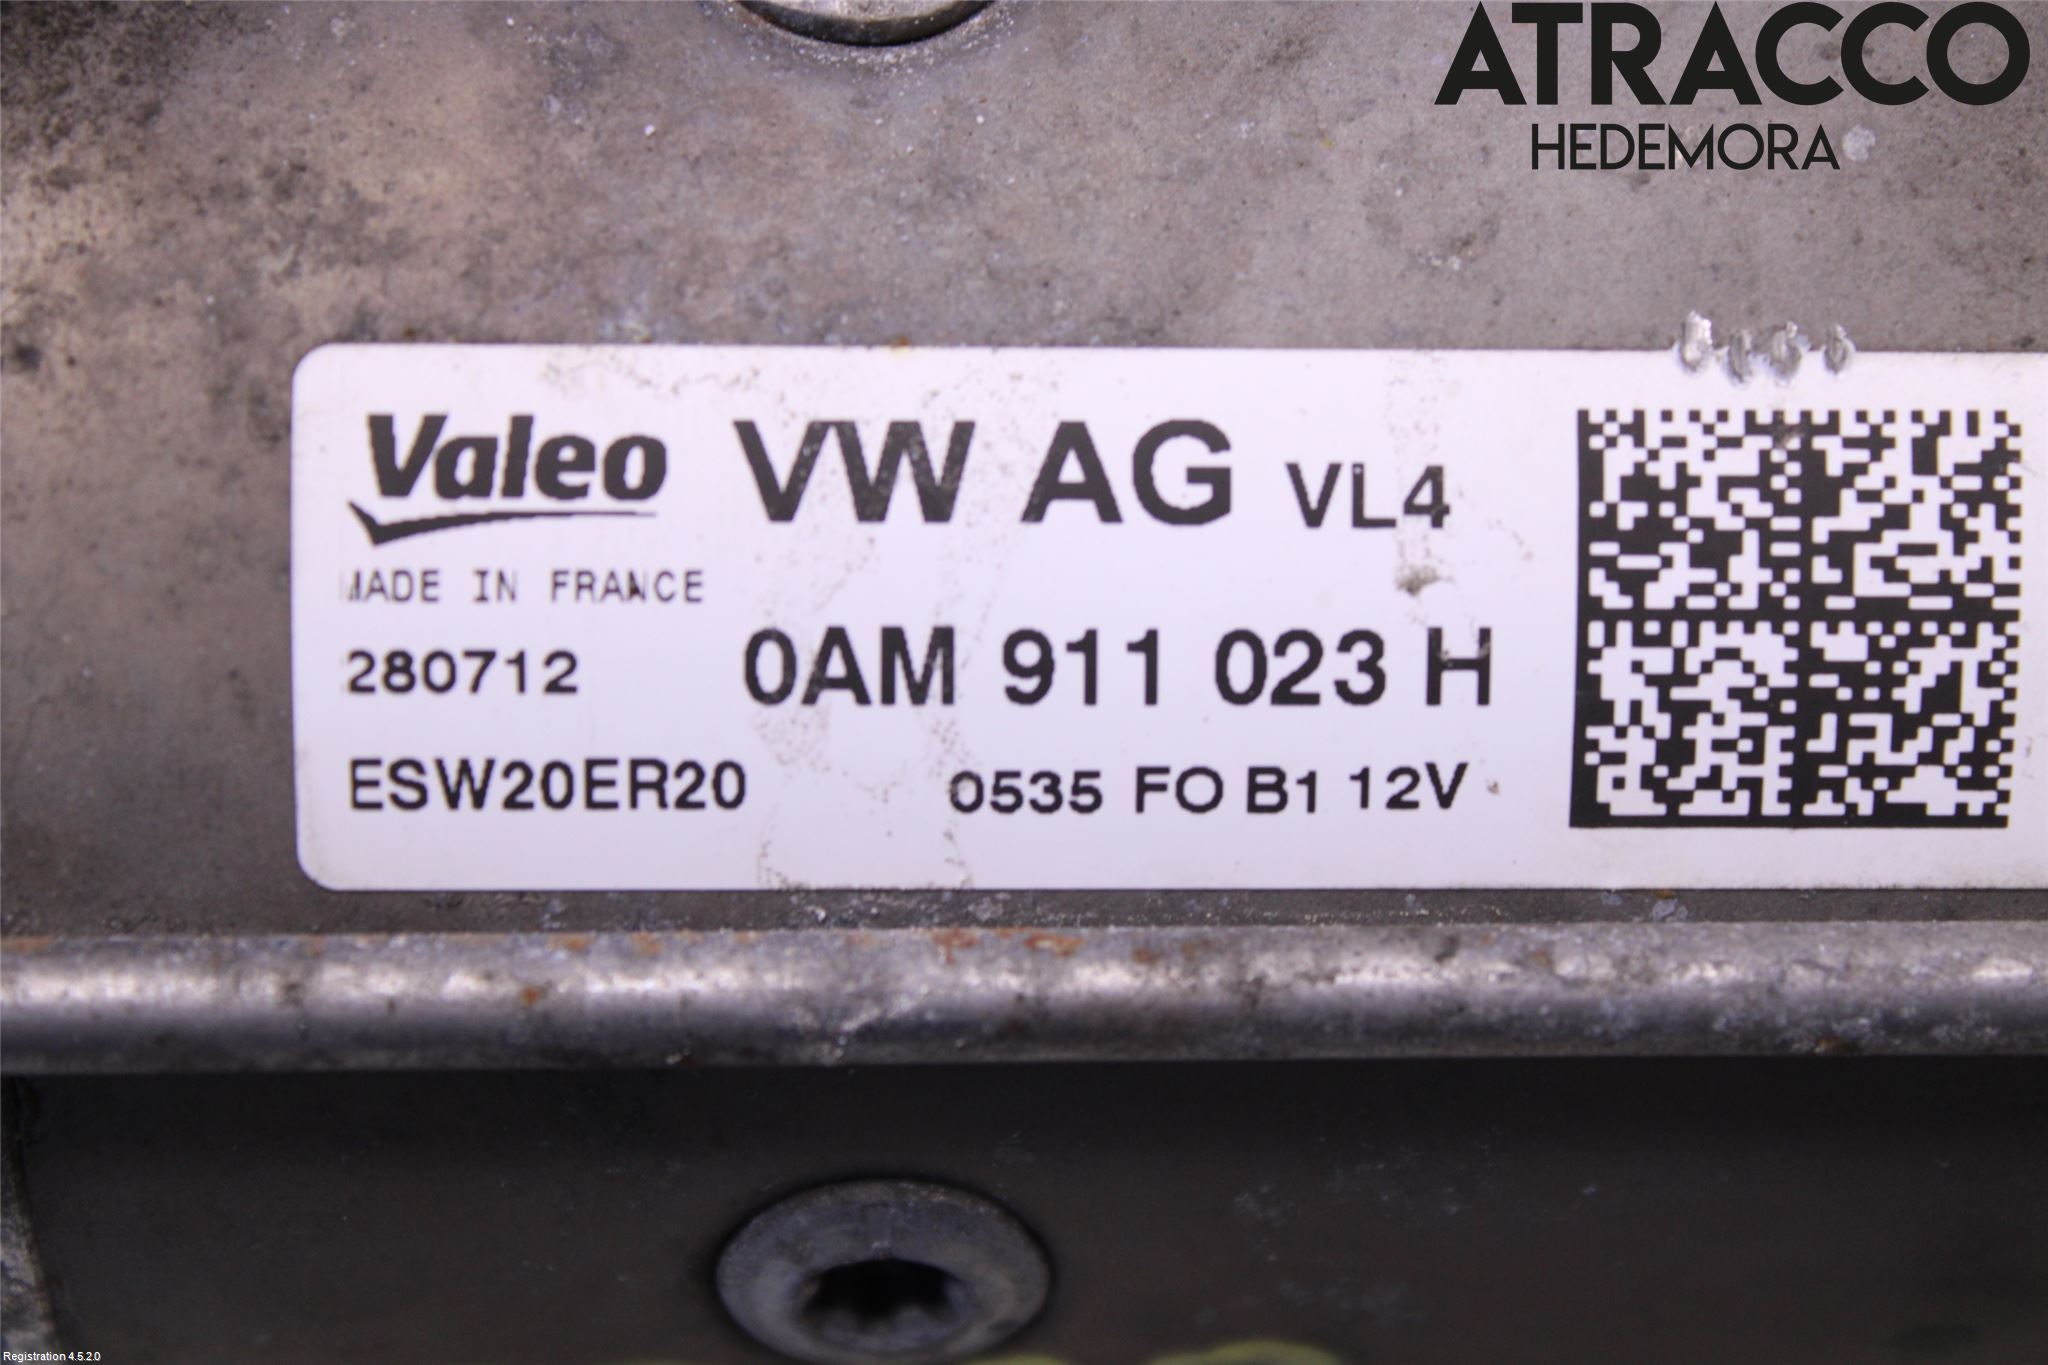 ATRACCO
HEDEMORA
Valeo VW AG VL4
MADE IN FRANCE
280712 0AM 911 023 H
ESW20ER20 0535 FO B1 12V
Registration 4.5.2.0